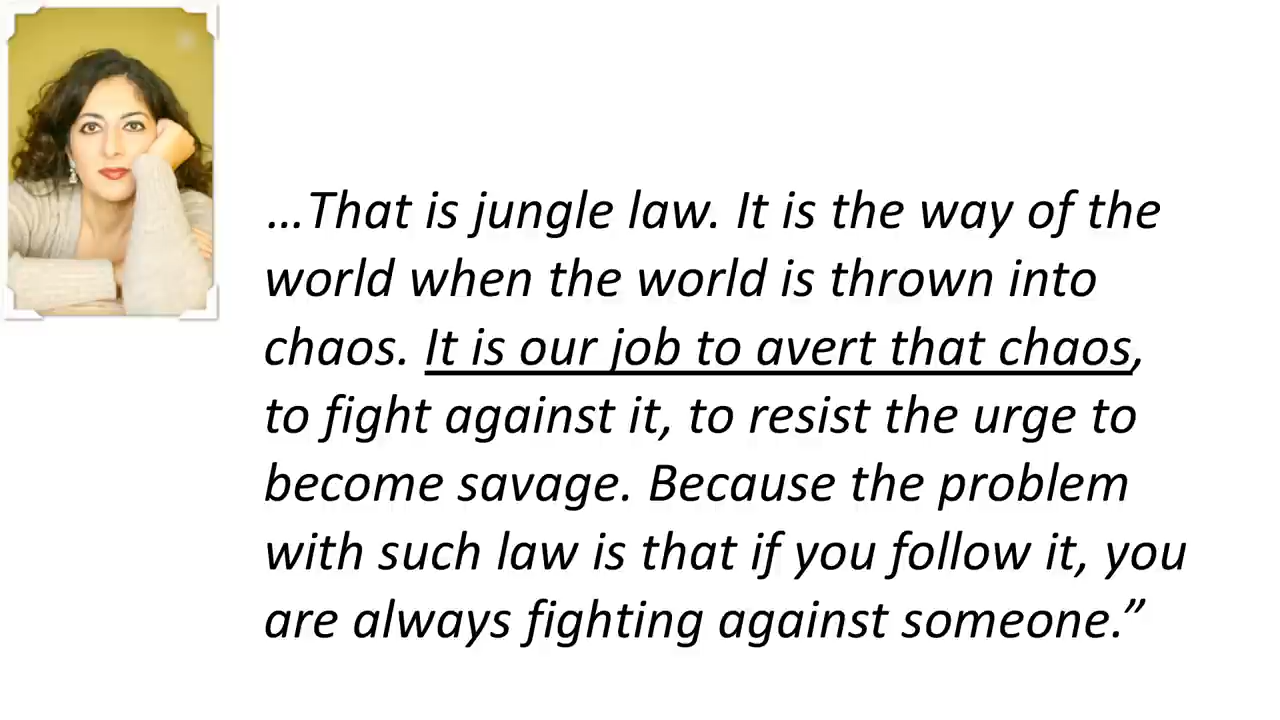 …That is jungle law. It is the way of the
world when the world is thrown into
chaos. It is our job to avert that chaos,
to fight against it, to resist the urge to
become savage. Because the problem
with such law is that if you follow it, you
are always fighting against someone.”